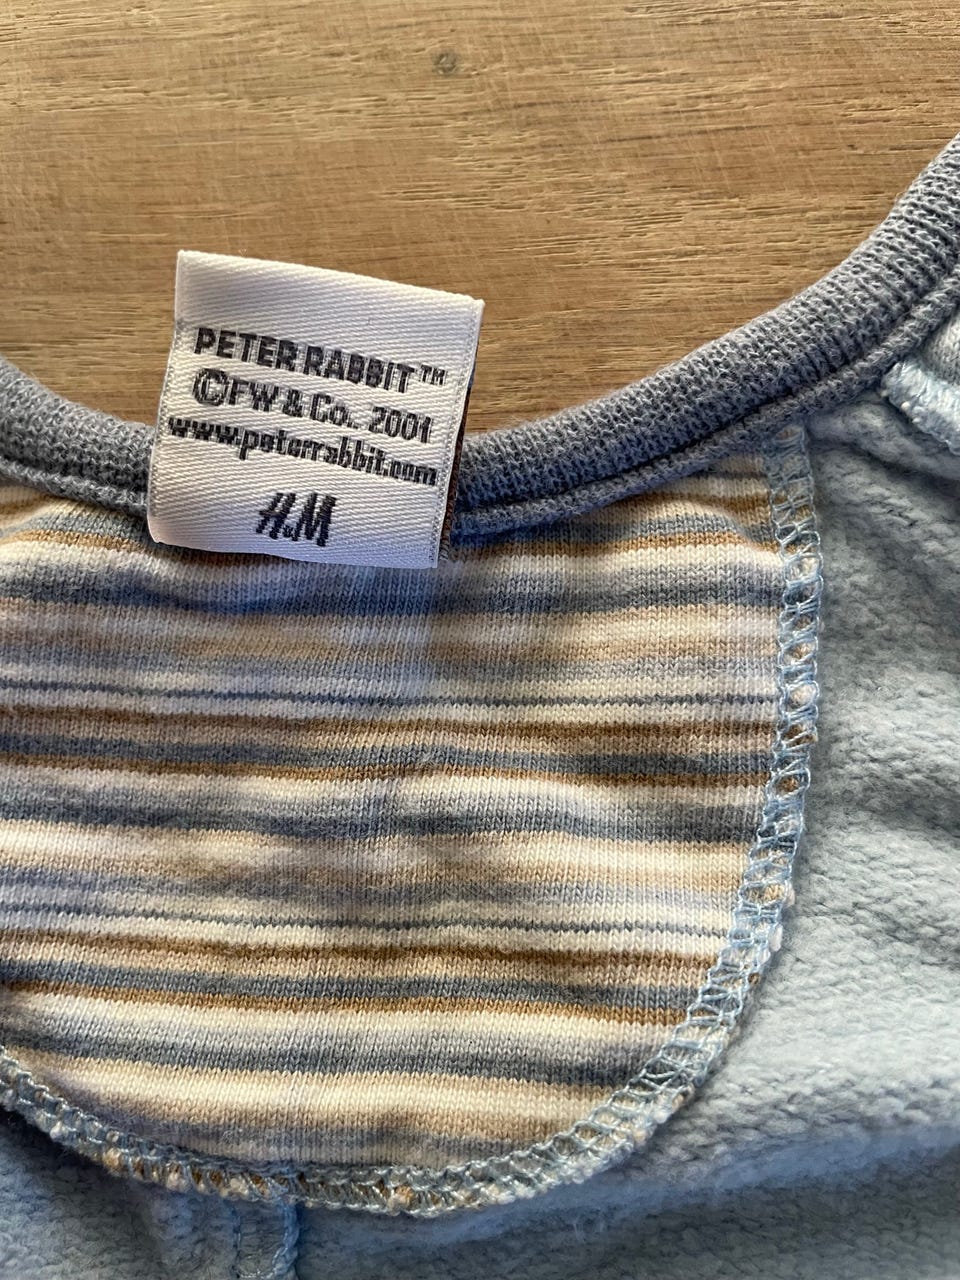 PETER RABBIT™
©FW & Co. 2001
www.peterrabbit.com
H&M